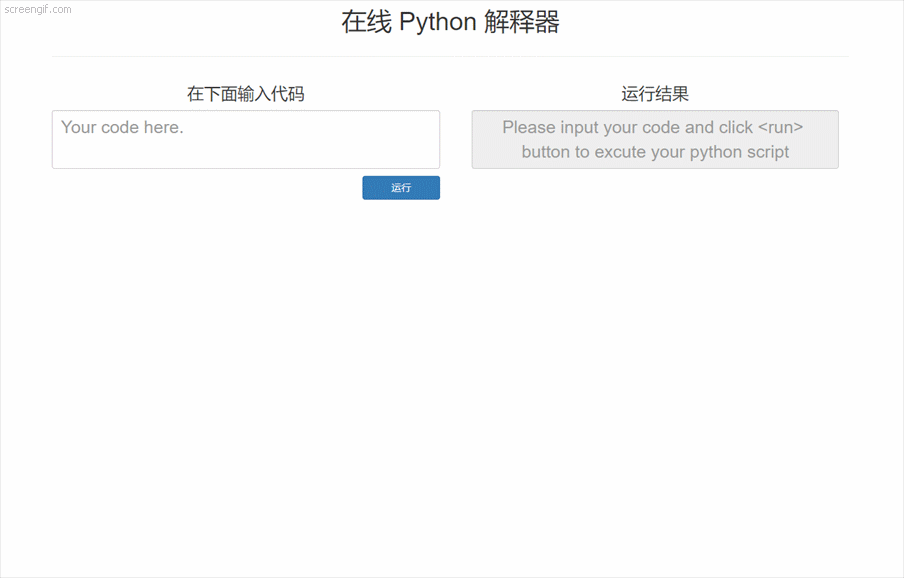 screengif.com
在线 Python 解释器
在下面输入代码
运行结果
Your code here.
Please input your code and click <run>
button to excute your python script
运行